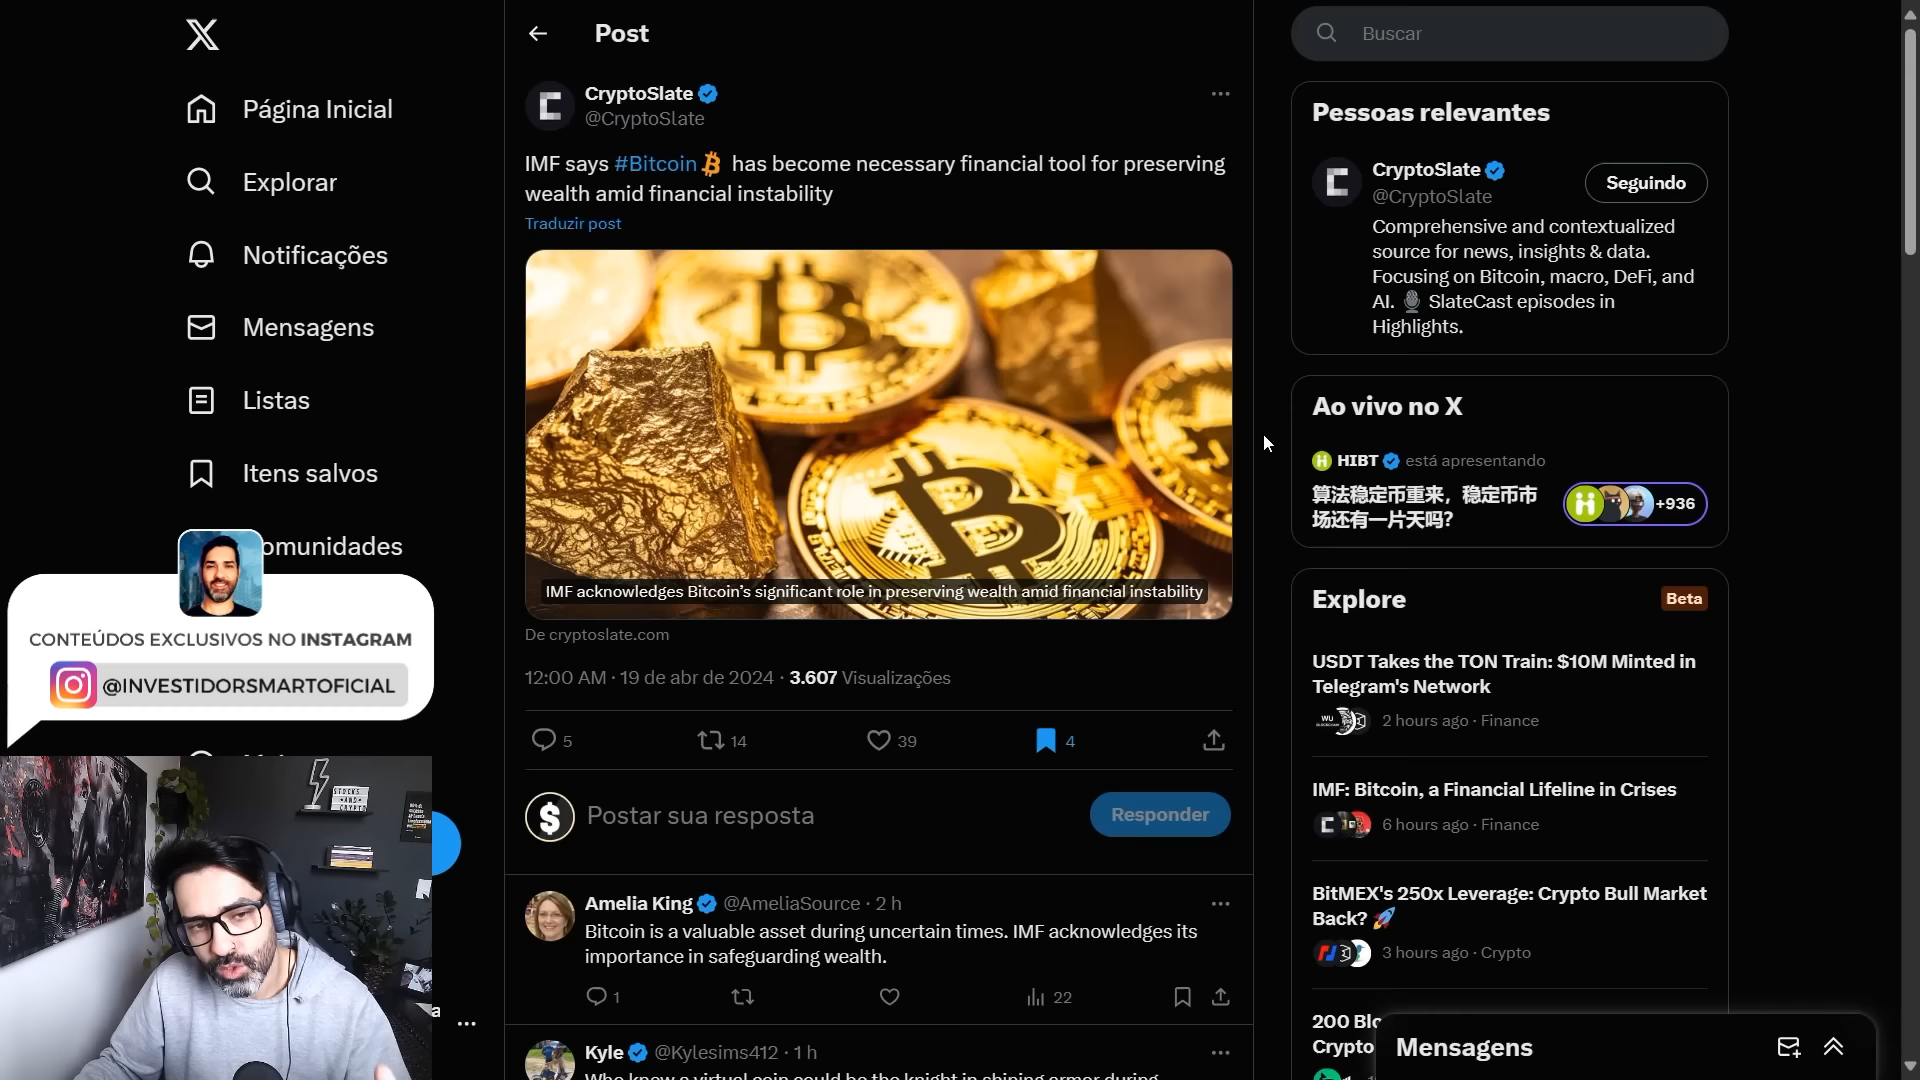 Página Inicial
Explorar
Notificações
Mensagens
Listas
Itens salvos
omunidades
CONTEÚDOS EXCLUSIVOS NO INSTAGRAM
@INVESTIDORSMARTOFICIAL
STOCKS
AND
CRYPTO
Post
CryptoSlate
@CryptoSlate
IMF says #Bitcoin has become necessary financial tool for preserving
wealth amid financial instability
Traduzir post
IMF acknowledges Bitcoin's significant role in preserving wealth amid financial instability
De cryptoslate.com
12:00 AM · 19 de abr de 2024 · 3.607 Visualizações
5 14 39 4
Postar sua resposta
Responder
Amelia King @AmeliaSource · 2 h
Bitcoin is a valuable asset during uncertain times. IMF acknowledges its
importance in safeguarding wealth.
1 22
Kyle @Kylesims412 · 1 h
Who knew a virtual coin could be the knight in shining armor during
Buscar
Pessoas relevantes
CryptoSlate
@CryptoSlate
Seguindo
Comprehensive and contextualized
source for news, insights & data.
Focusing on Bitcoin, macro, DeFi, and
AI. 🎙 SlateCast episodes in
Highlights.
Ao vivo no X
HIBT está apresentando
算法稳定币重来，稳定币市
场还有一片天吗?
+936
Explore
Beta
USDT Takes the TON Train: $10M Minted in
Telegram's Network
2 hours ago · Finance
IMF: Bitcoin, a Financial Lifeline in Crises
6 hours ago · Finance
BitMEX's 250x Leverage: Crypto Bull Market
Back? 🚀
3 hours ago · Crypto
200 Blo
Crypto
Mensagens